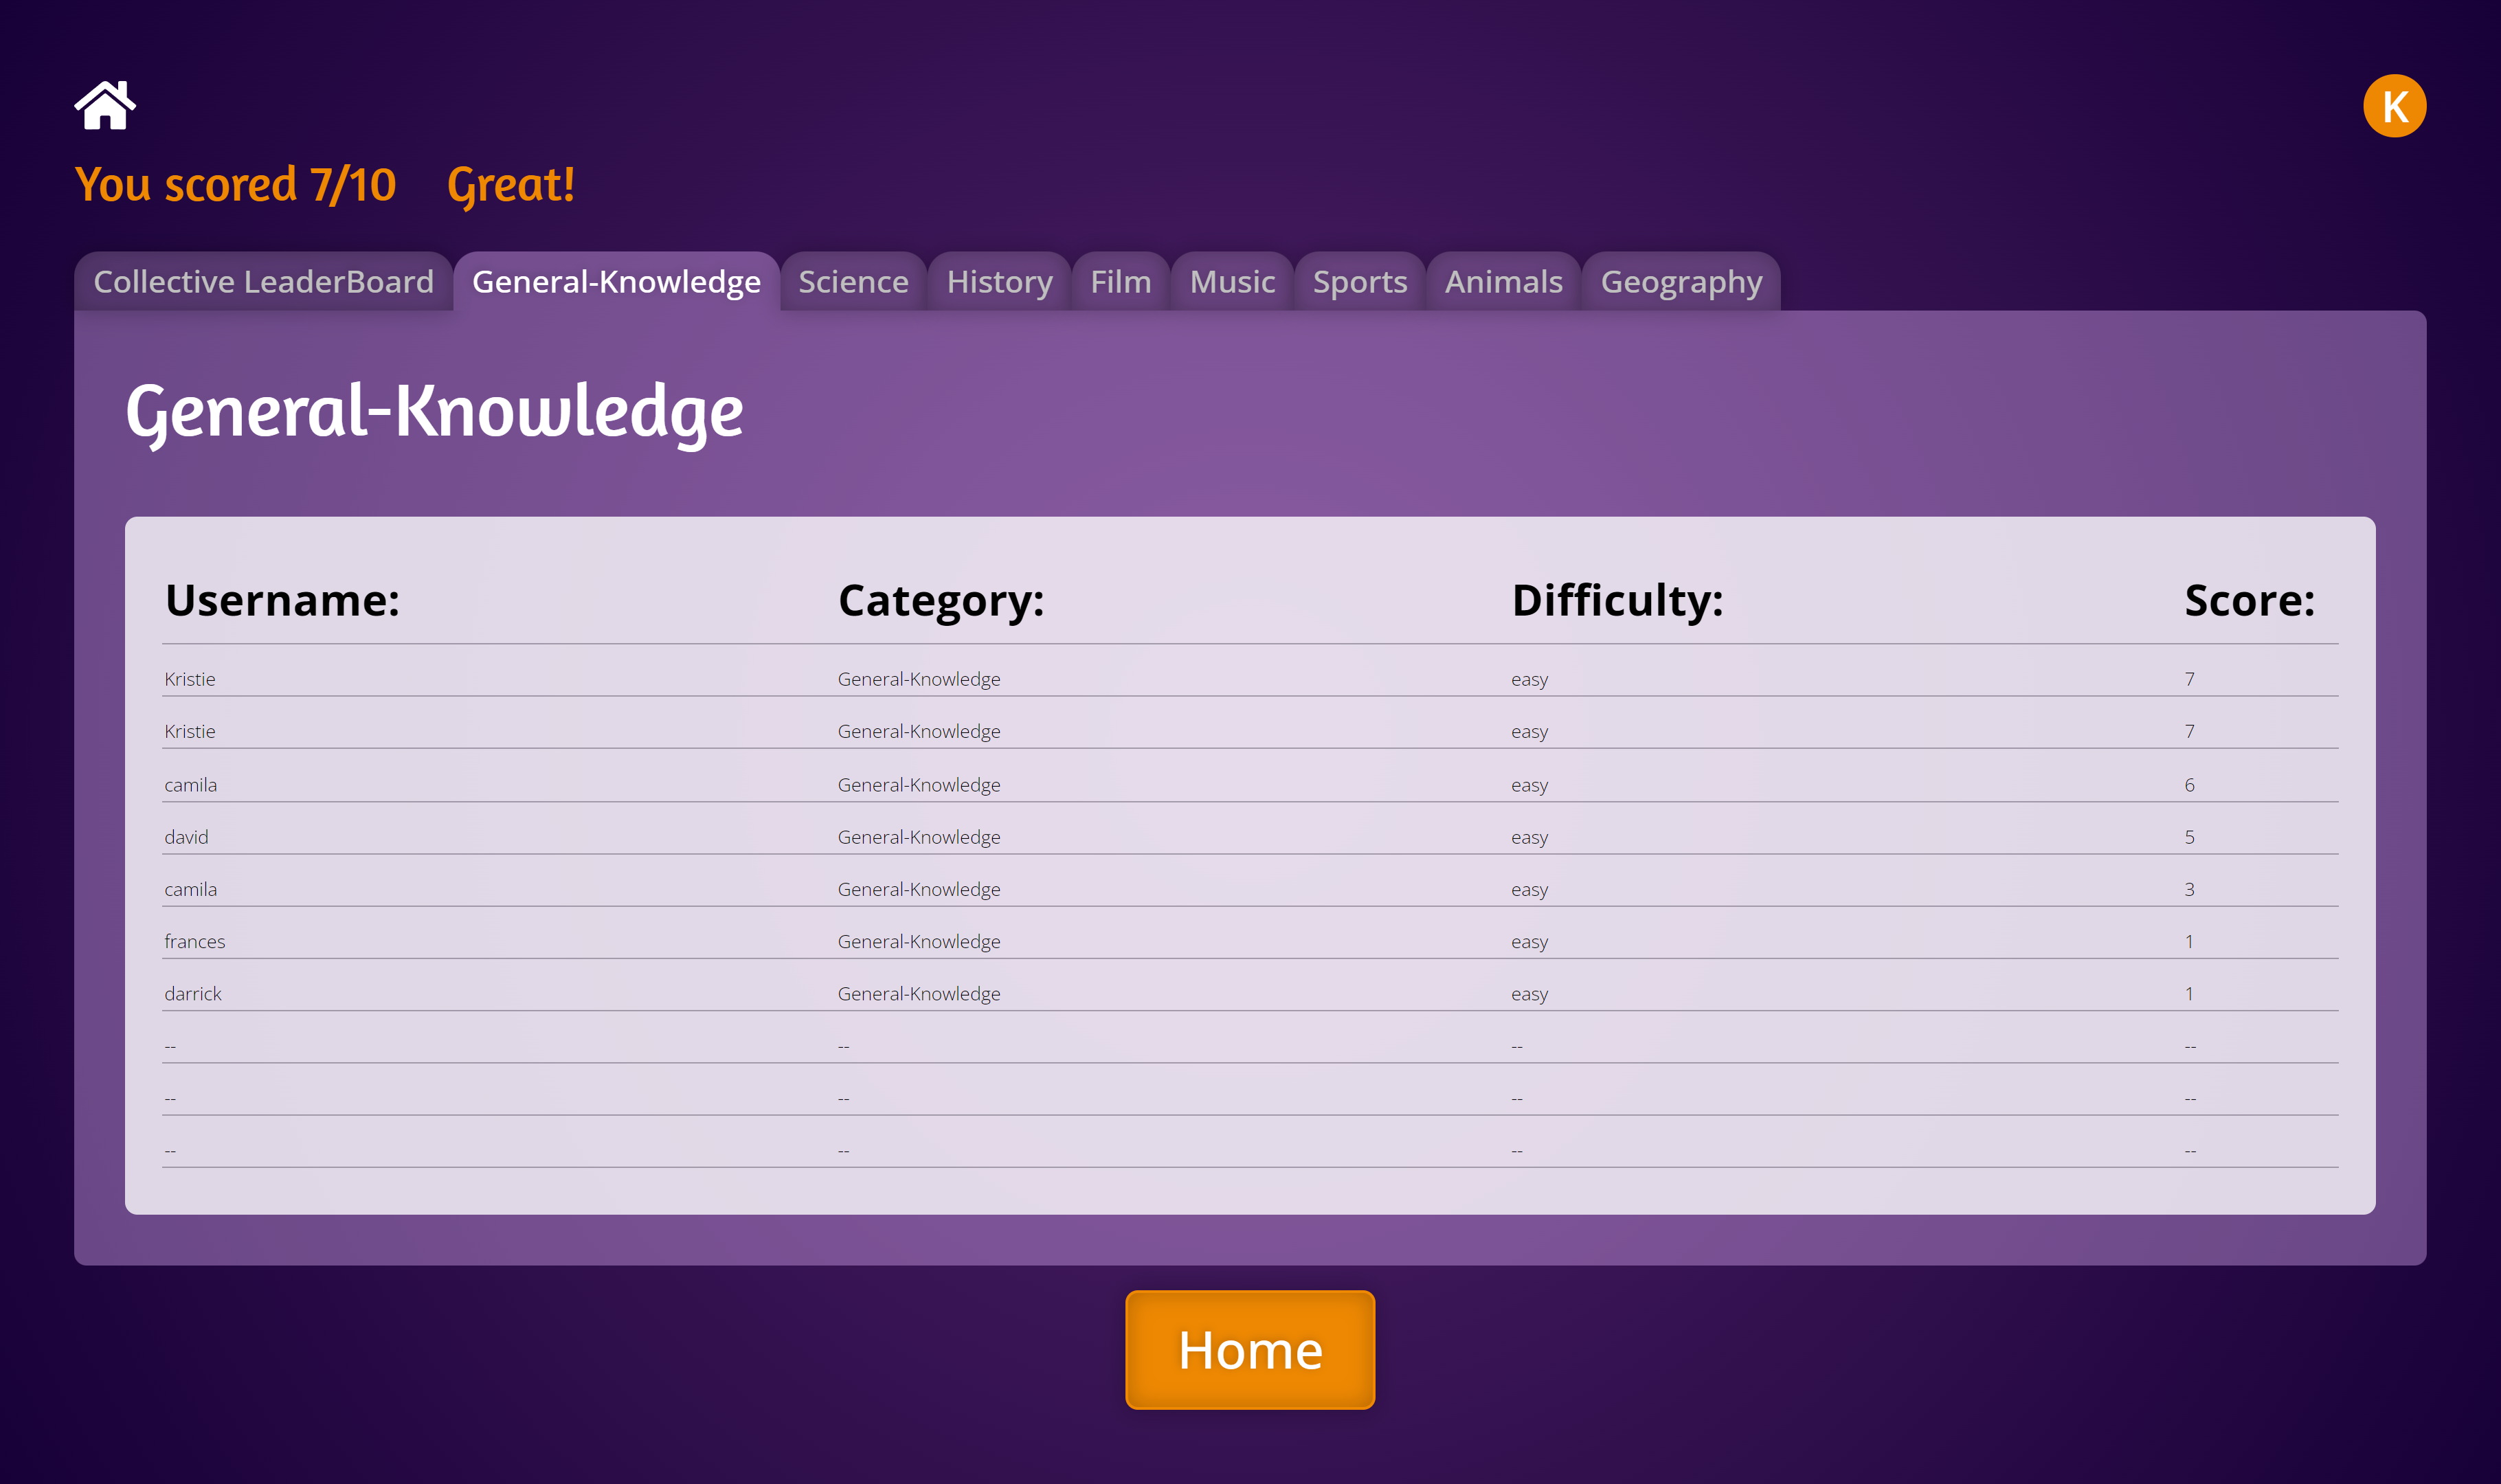 K
You scored 7/10 Great!
Collective LeaderBoard General-Knowledge Science History Film Music Sports Animals Geography
General-Knowledge
Username: Category: Difficulty: Score:
Kristie General-Knowledge easy 7
Kristie General-Knowledge easy 7
camila General-Knowledge easy 6
david General-Knowledge easy 5
camila General-Knowledge easy 3
frances General-Knowledge easy 1
darrick General-Knowledge easy 1
-- -- -- --
-- -- -- --
-- -- -- --
Home